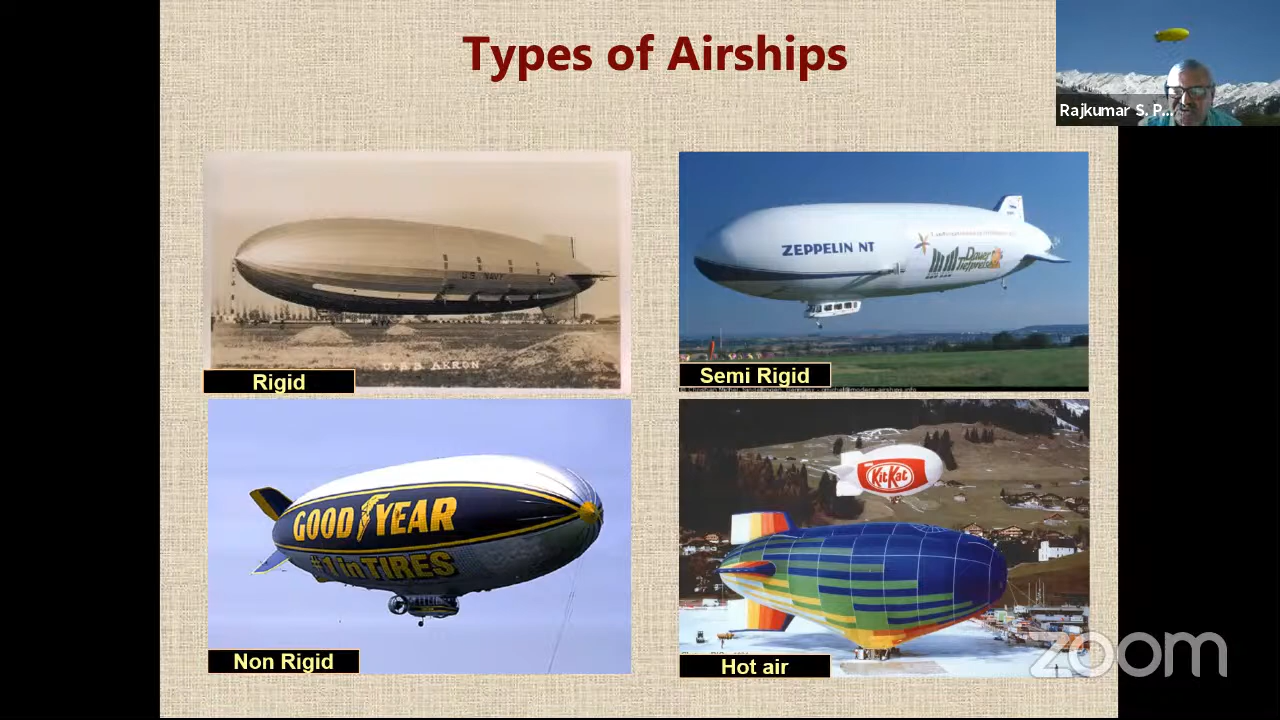 Types of Airships
Rajkumar S. P...
U.S. NAVY
AKRON
Rigid
ZEPPELIN NT
Semi Rigid
GOOD YEAR
#1 in TIRES
Non Rigid
KitKat
Hot air
zoom